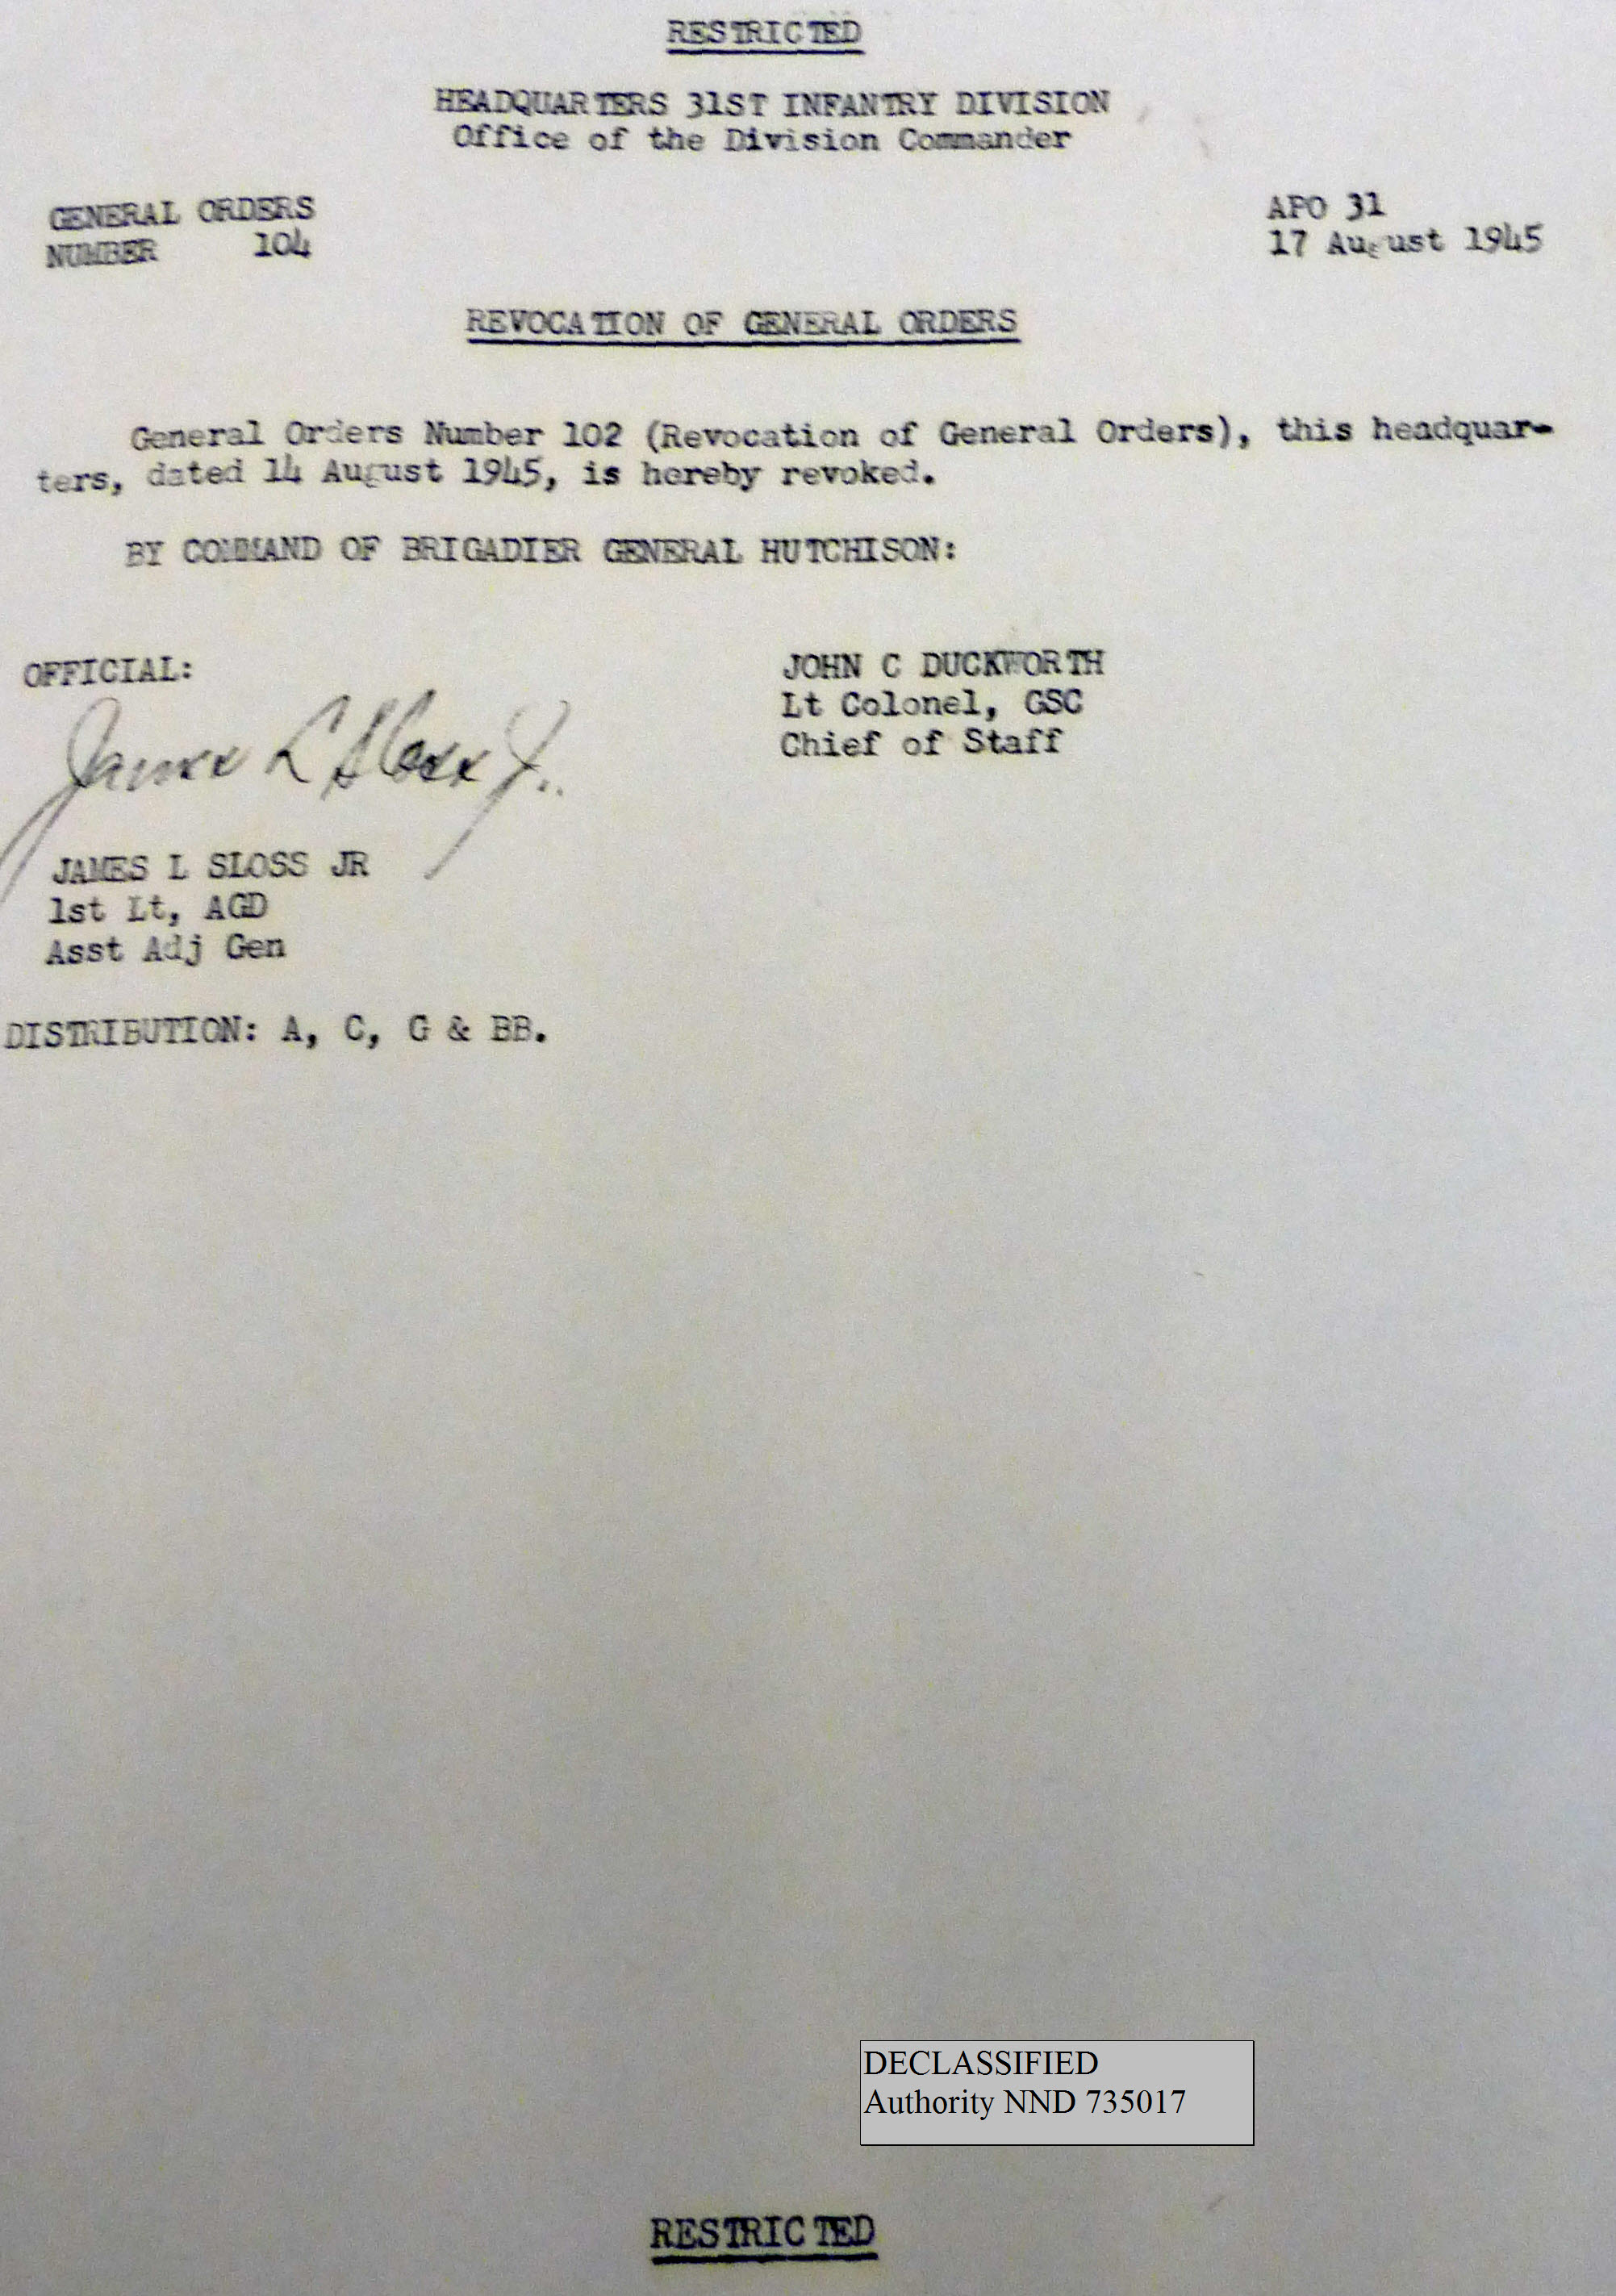 RESTRICTED
HEADQUARTERS 31ST INFANTRY DIVISION
Office of the Division Commander
GENERAL ORDERS
NUMBER 104
APO 31
17 August 1945
REVOCATION OF GENERAL ORDERS
General Orders Number 102 (Revocation of General Orders), this headquar-
ters, dated 14 August 1945, is hereby revoked.
BY COMMAND OF BRIGADIER GENERAL HUTCHISON:
OFFICIAL:
James L Sloss Jr..
JAMES L SLOSS JR
1st Lt, AGD
Asst Adj Gen
JOHN C DUCKWORTH
Lt Colonel, GSC
Chief of Staff
DISTRIBUTION: A, C, G & BB.
DECLASSIFIED
Authority NND 735017
RESTRICTED